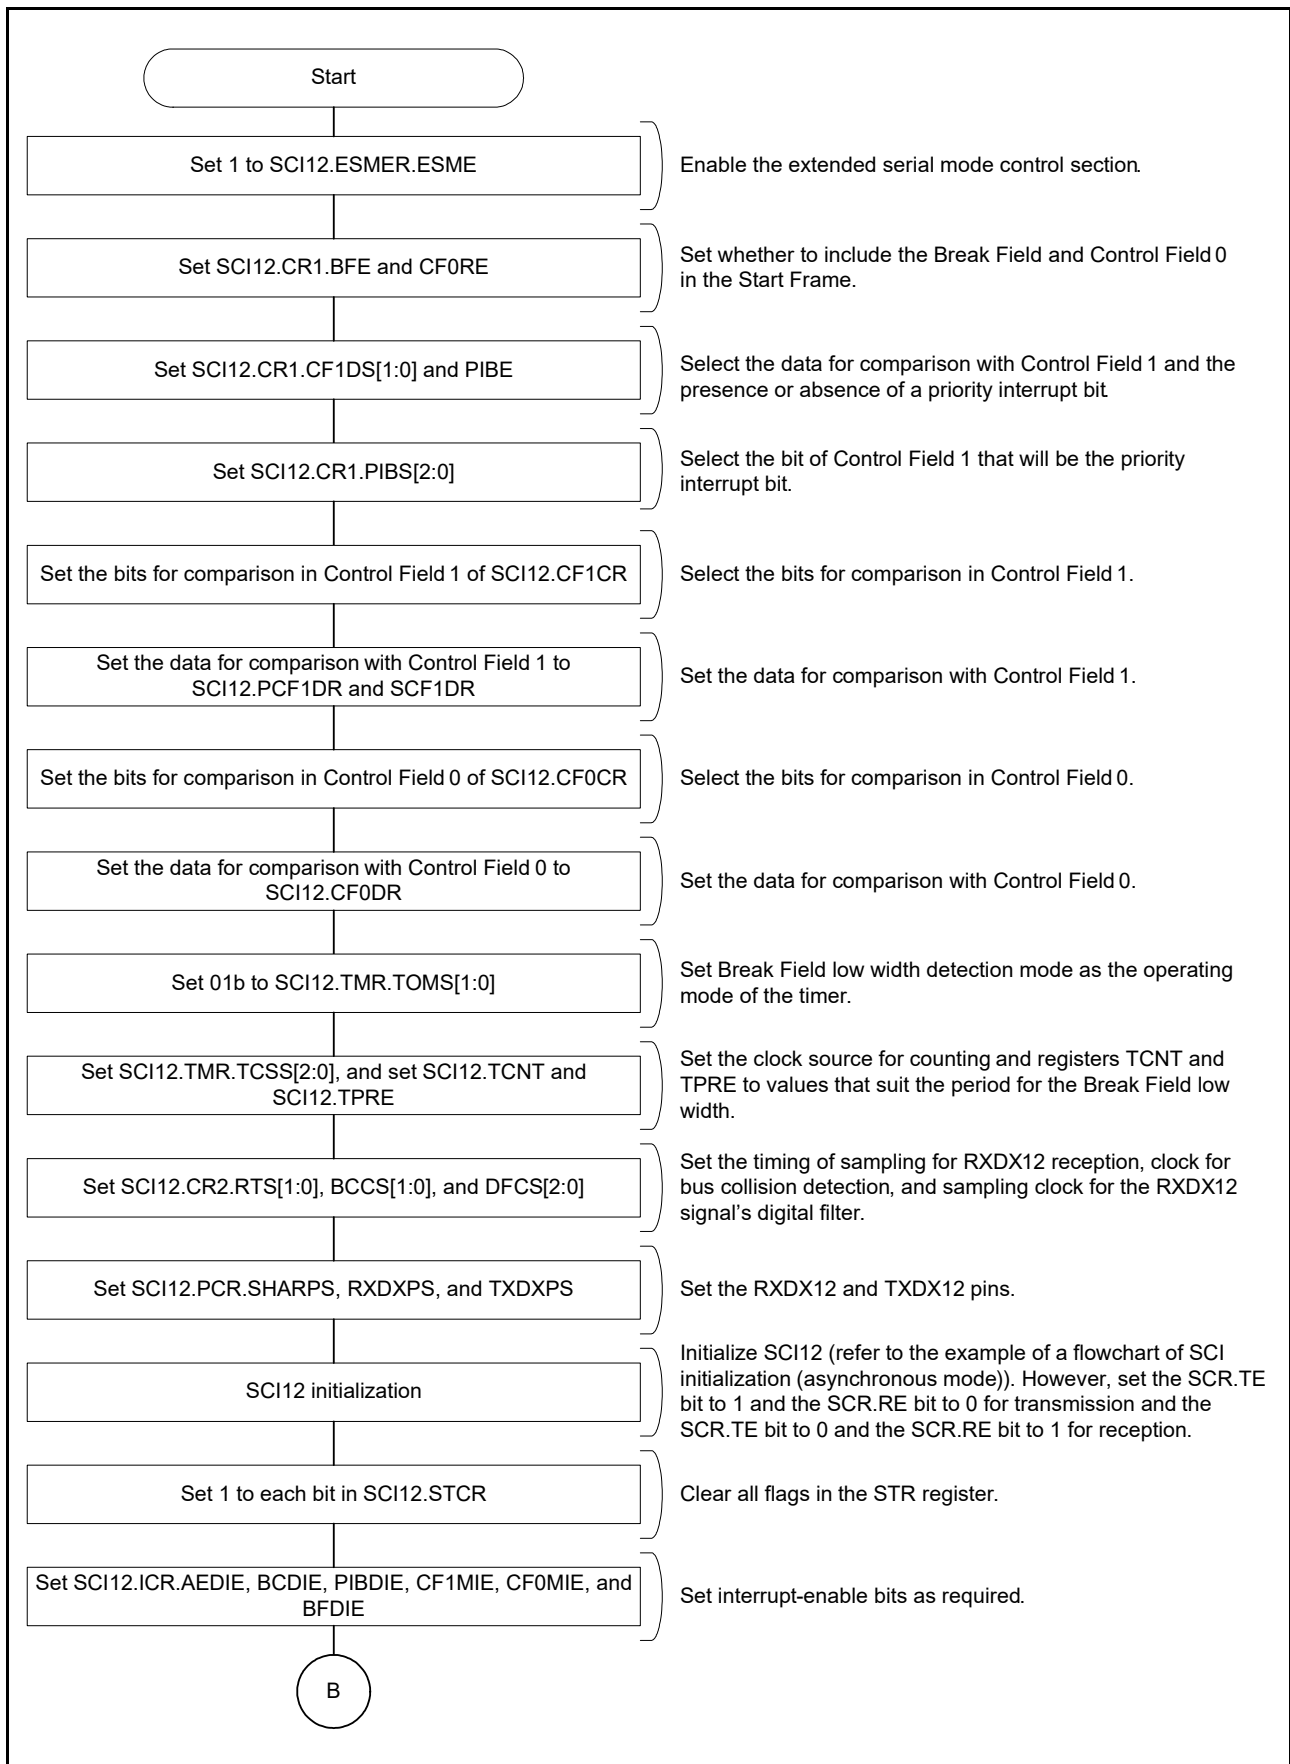 Start
Set 1 to SCI12.ESMER.ESME
Enable the extended serial mode control section.
Set SCI12.CR1.BFE and CF0RE
Set whether to include the Break Field and Control Field 0
in the Start Frame.
Set SCI12.CR1.CF1DS[1:0] and PIBE
Select the data for comparison with Control Field 1 and the
presence or absence of a priority interrupt bit.
Set SCI12.CR1.PIBS[2:0]
Select the bit of Control Field 1 that will be the priority
interrupt bit.
Set the bits for comparison in Control Field 1 of SCI12.CF1CR
Select the bits for comparison in Control Field 1.
Set the data for comparison with Control Field 1 to
SCI12.PCF1DR and SCF1DR
Set the data for comparison with Control Field 1.
Set the bits for comparison in Control Field 0 of SCI12.CF0CR
Select the bits for comparison in Control Field 0.
Set the data for comparison with Control Field 0 to
SCI12.CF0DR
Set the data for comparison with Control Field 0.
Set 01b to SCI12.TMR.TOMS[1:0]
Set Break Field low width detection mode as the operating
mode of the timer.
Set SCI12.TMR.TCSS[2:0], and set SCI12.TCNT and
SCI12.TPRE
Set the clock source for counting and registers TCNT and
TPRE to values that suit the period for the Break Field low
width.
Set SCI12.CR2.RTS[1:0], BCCS[1:0], and DFCS[2:0]
Set the timing of sampling for RXDX12 reception, clock for
bus collision detection, and sampling clock for the RXDX12
signal’s digital filter.
Set SCI12.PCR.SHARPS, RXDXPS, and TXDXPS
Set the RXDX12 and TXDX12 pins.
SCI12 initialization
Initialize SCI12 (refer to the example of a flowchart of SCI
initialization (asynchronous mode)). However, set the SCR.TE
bit to 1 and the SCR.RE bit to 0 for transmission and the
SCR.TE bit to 0 and the SCR.RE bit to 1 for reception.
Set 1 to each bit in SCI12.STCR
Clear all flags in the STR register.
Set SCI12.ICR.AEDIE, BCDIE, PIBDIE, CF1MIE, CF0MIE, and
BFDIE
Set interrupt-enable bits as required.
B